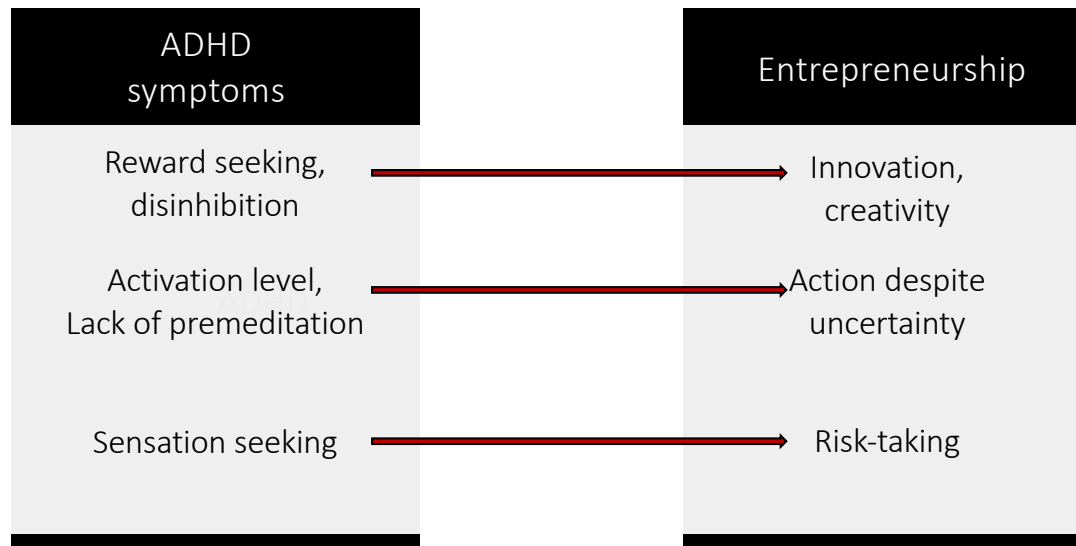 ADHD
symptoms
Entrepreneurship
Reward seeking,
disinhibition
Innovation,
creativity
Activation level,
Lack of premeditation
ADHD
Action despite
uncertainty
Sensation seeking
Risk-taking